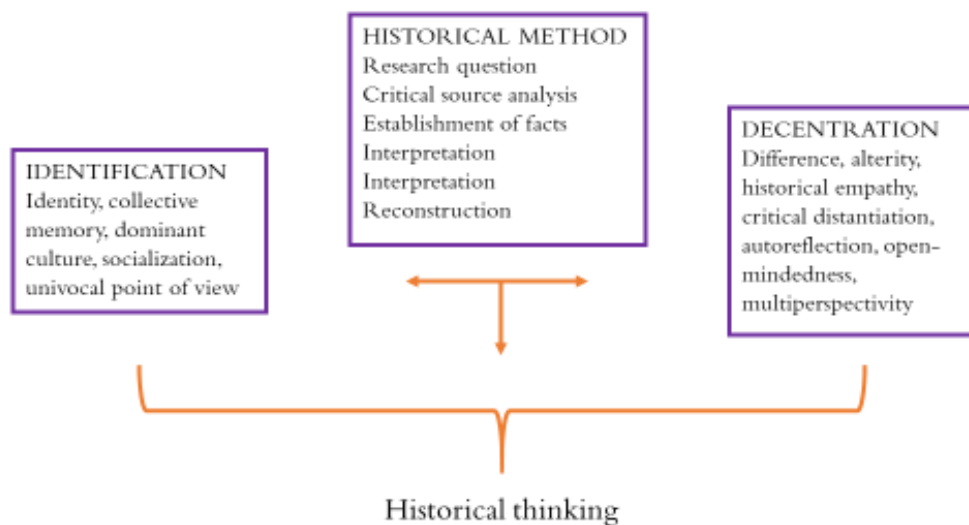 HISTORICAL METHOD
Research question
Critical source analysis
Establishment of facts
Interpretation
Interpretation
Reconstruction
IDENTIFICATION
Identity, collective
memory, dominant
culture, socialization,
univocal point of view
DECENTRATION
Difference, alterity,
historical empathy,
critical distantiation,
autoreflection, open-
mindedness,
multiperspectivity
Historical thinking